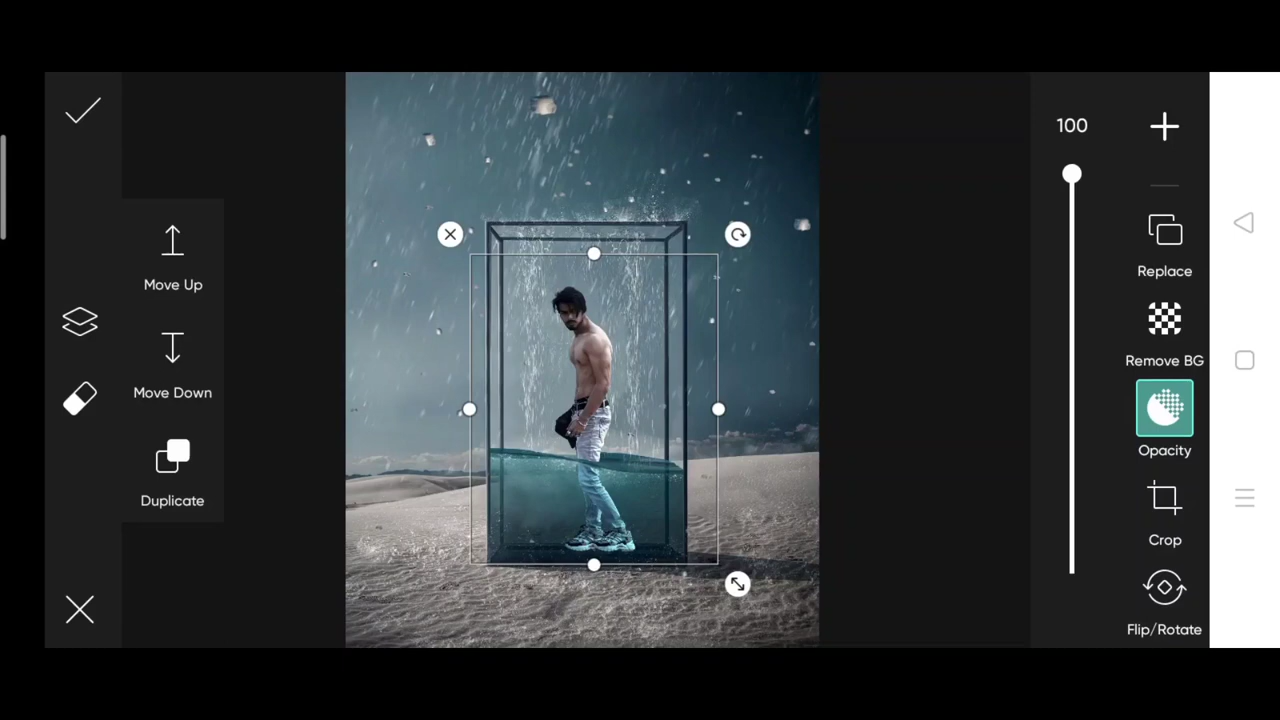 100
Move Up
Replace
Remove BG
Move Down
Opacity
Duplicate
Crop
Flip/Rotate